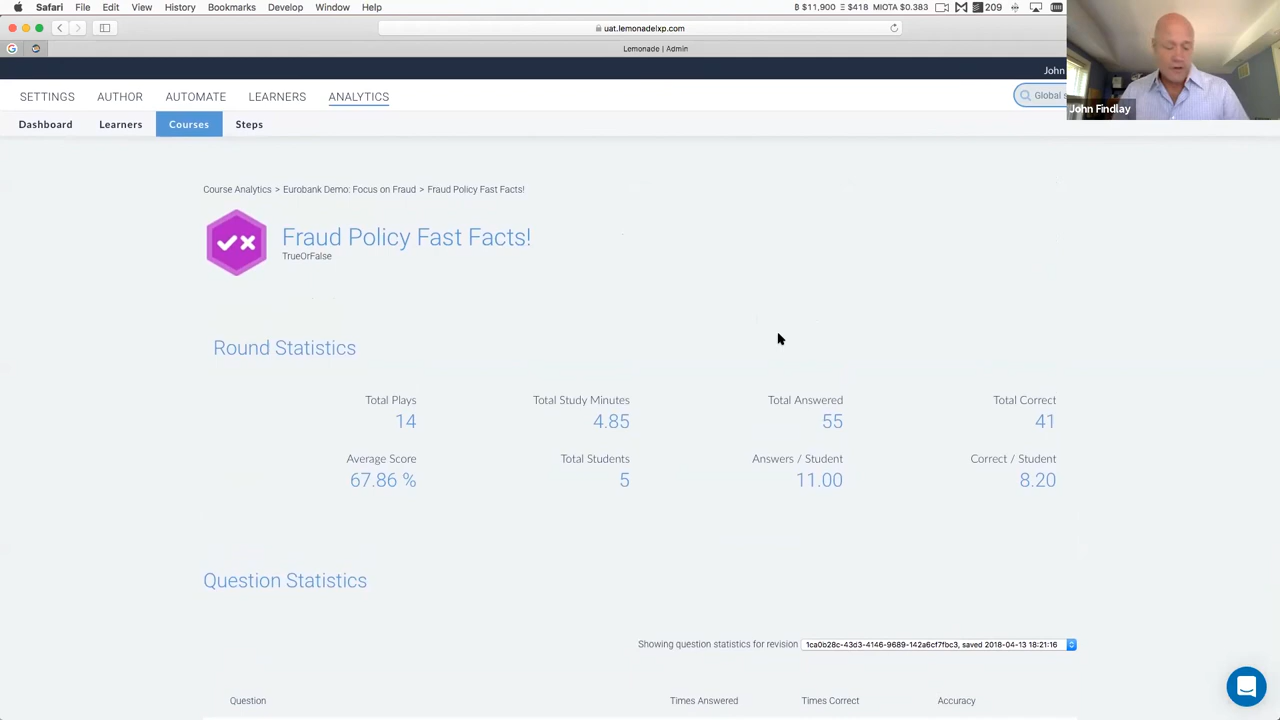 Safari File Edit View History Bookmarks Develop Window Help ₿ $11,900 Ξ $418 MIOTA $0.383 209
uat.lemonadelxp.com
Lemonade | Admin
John
SETTINGS AUTHOR AUTOMATE LEARNERS ANALYTICS
Global
John Findlay
Dashboard Learners Courses Steps
Course Analytics > Eurobank Demo: Focus on Fraud > Fraud Policy Fast Facts!
Fraud Policy Fast Facts!
TrueOrFalse
Round Statistics
Total Plays Total Study Minutes Total Answered Total Correct
14 4.85 55 41
Average Score Total Students Answers / Student Correct / Student
67.86 % 5 11.00 8.20
Question Statistics
Showing question statistics for revision 1ca0b28c-43d3-4146-9689-142a6cf7fbc3, saved 2018-04-13 18:21:16
Question Times Answered Times Correct Accuracy